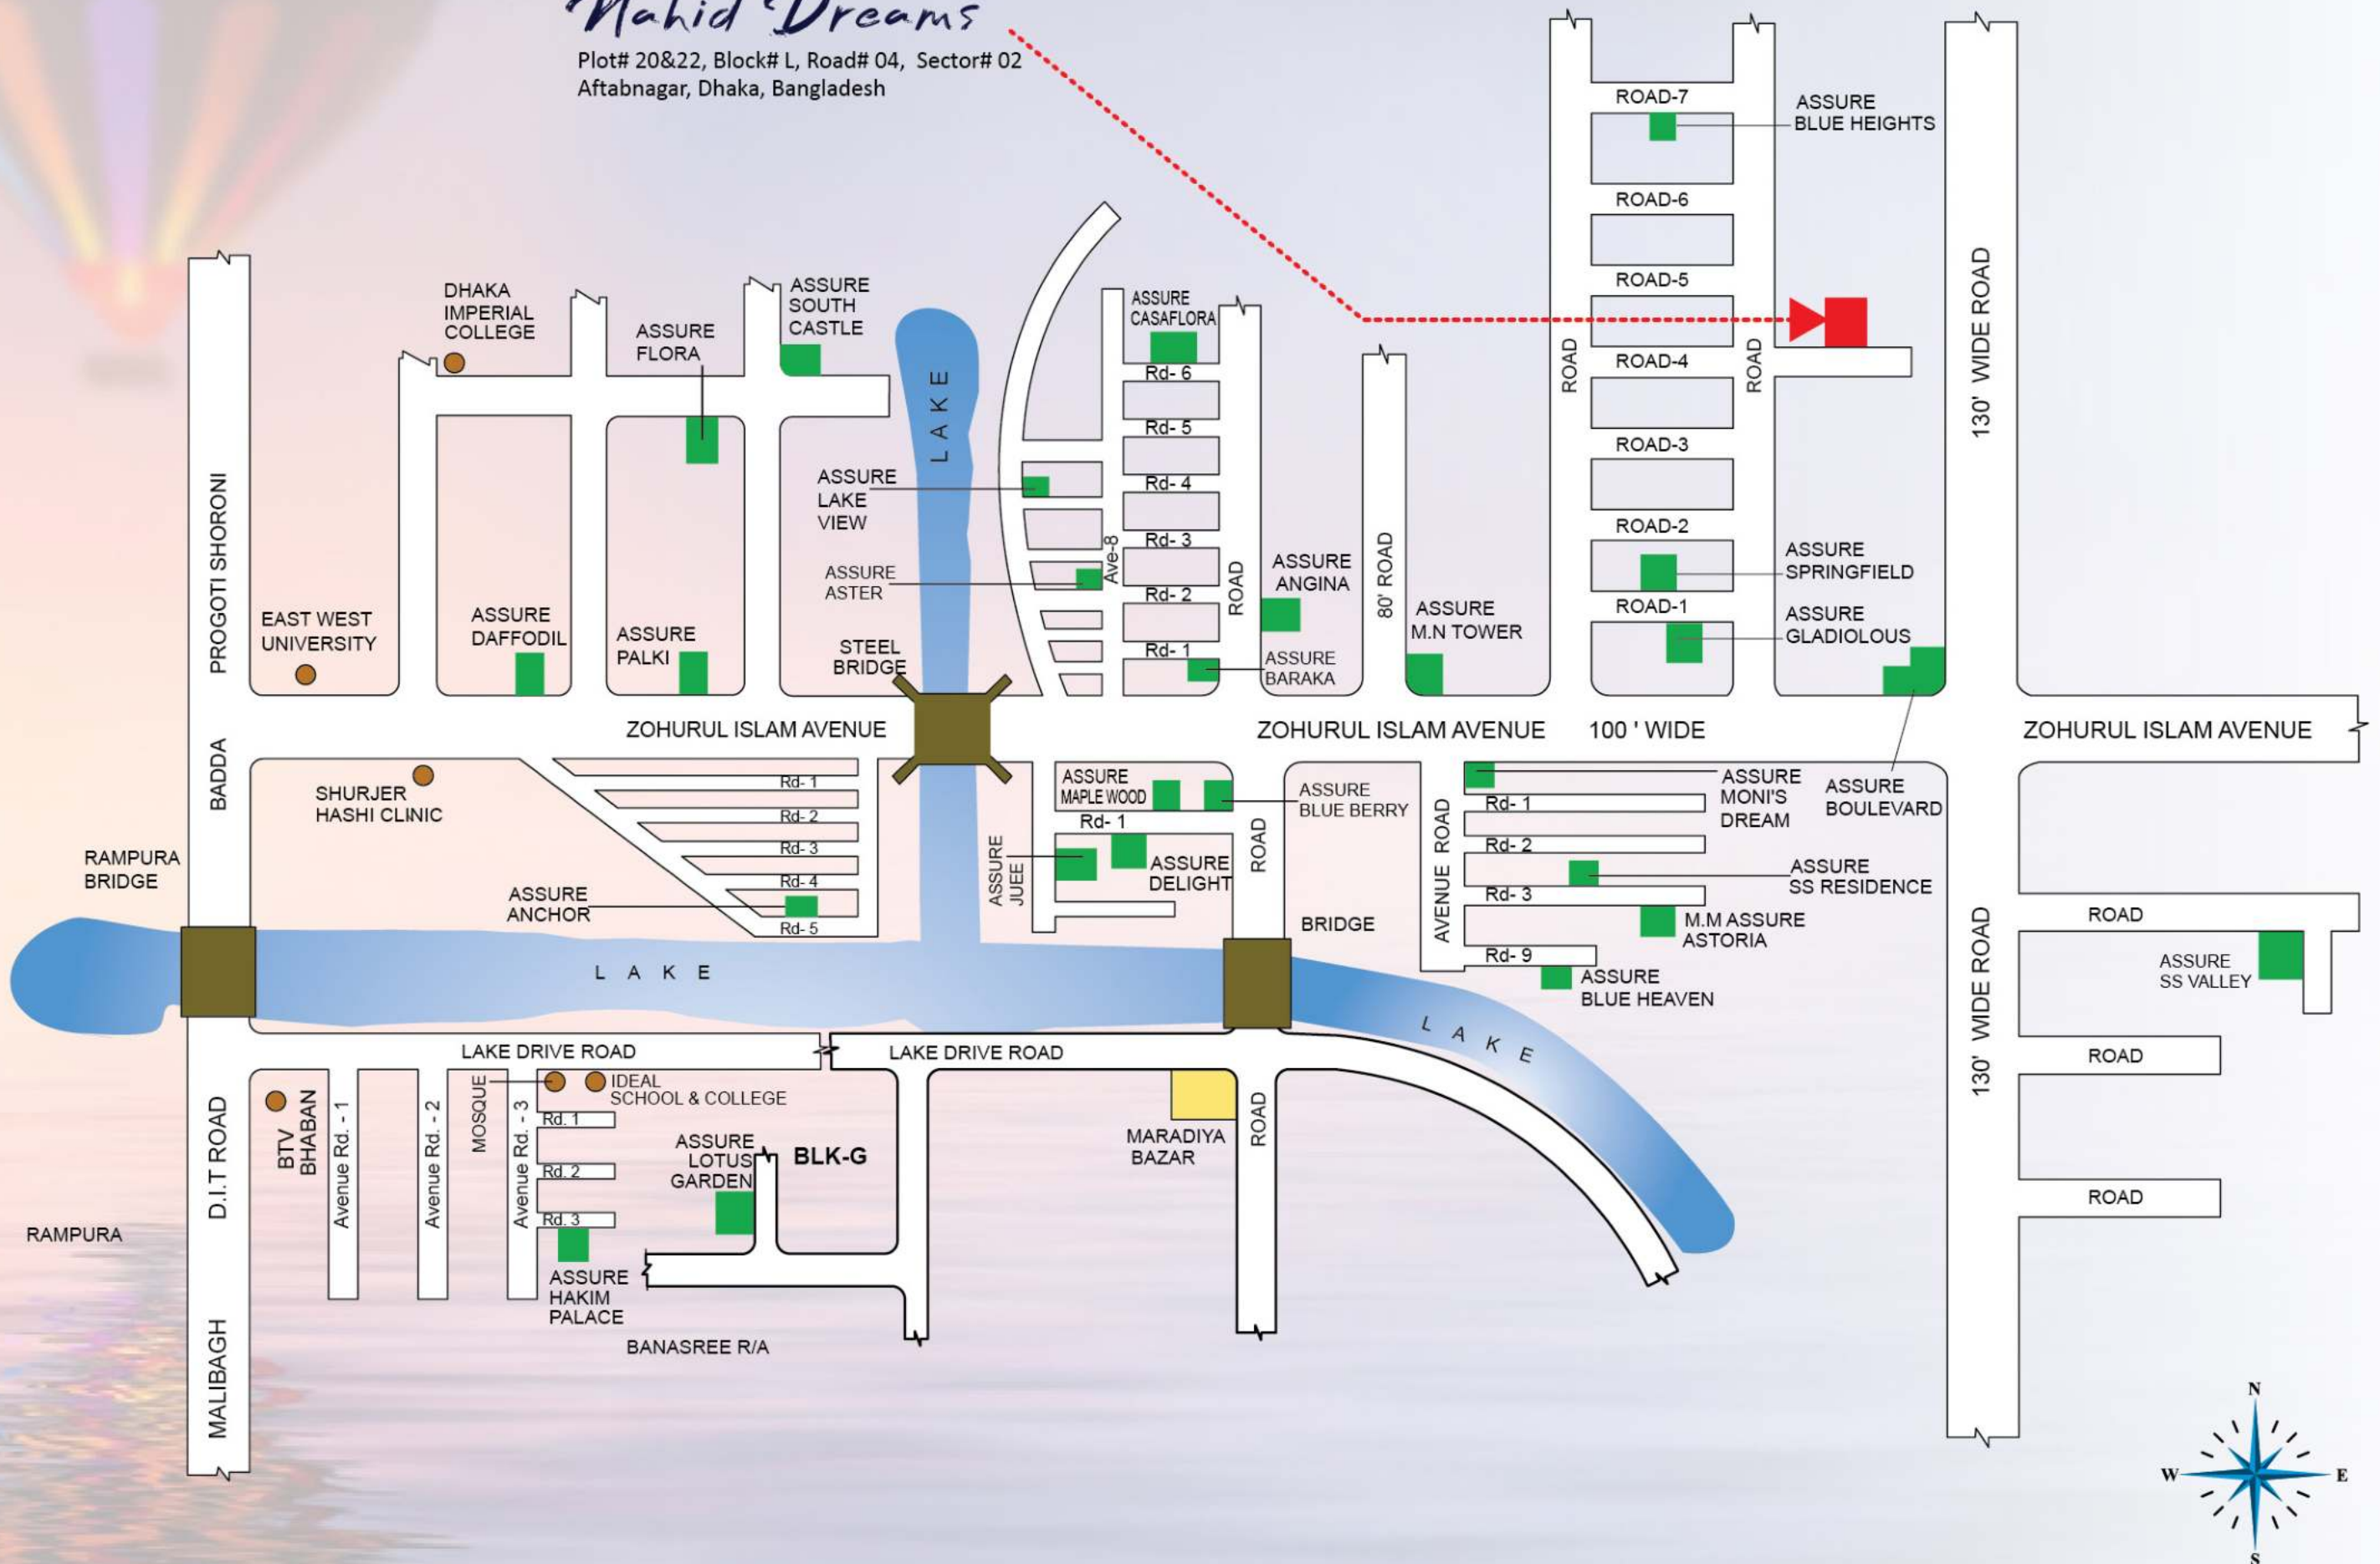 Nahid Dreams
Plot# 20&22, Block# L, Road# 04, Sector# 02
Aftabnagar, Dhaka, Bangladesh
ROAD-7
ASSURE
BLUE HEIGHTS
ROAD-6
ROAD-5
ROAD-4
ROAD-3
ROAD-2
ROAD-1
ROAD
ROAD
130' WIDE ROAD
ASSURE
SPRINGFIELD
ASSURE
GLADIOLOUS
DHAKA
IMPERIAL
COLLEGE
ASSURE
FLORA
ASSURE
SOUTH
CASTLE
LAKE
ASSURE
CASAFLORA
Rd- 6
Rd- 5
Rd- 4
Rd- 3
Rd- 2
Rd- 1
Ave-8
ROAD
ASSURE
LAKE
VIEW
ASSURE
ASTER
STEEL
BRIDGE
ASSURE
ANGINA
ASSURE
BARAKA
80' ROAD
ASSURE
M.N TOWER
PROGOTI SHORONI
EAST WEST
UNIVERSITY
ASSURE
DAFFODIL
ASSURE
PALKI
ZOHURUL ISLAM AVENUE
ZOHURUL ISLAM AVENUE
100 ' WIDE
ZOHURUL ISLAM AVENUE
BADDA
SHURJER
HASHI CLINIC
RAMPURA
BRIDGE
Rd- 1
Rd- 2
Rd- 3
Rd- 4
Rd- 5
ASSURE
ANCHOR
ASSURE
MAPLE WOOD
Rd- 1
ASSURE
JUEE
ASSURE
DELIGHT
ASSURE
BLUE BERRY
ROAD
BRIDGE
AVENUE ROAD
Rd- 1
Rd- 2
Rd- 3
Rd- 9
ASSURE
MONI'S
DREAM
ASSURE
BOULEVARD
ASSURE
SS RESIDENCE
M.M ASSURE
ASTORIA
ASSURE
BLUE HEAVEN
130' WIDE ROAD
ROAD
ASSURE
SS VALLEY
ROAD
ROAD
LAKE
LAKE
LAKE DRIVE ROAD
LAKE DRIVE ROAD
D.I.T ROAD
BTV
BHABAN
Avenue Rd. - 1
Avenue Rd. - 2
MOSQUE
Avenue Rd. - 3
IDEAL
SCHOOL & COLLEGE
Rd. 1
Rd. 2
Rd. 3
ASSURE
LOTUS
GARDEN
BLK-G
MARADIYA
BAZAR
ROAD
RAMPURA
ASSURE
HAKIM
PALACE
BANASREE R/A
MALIBAGH
N
W
E
S